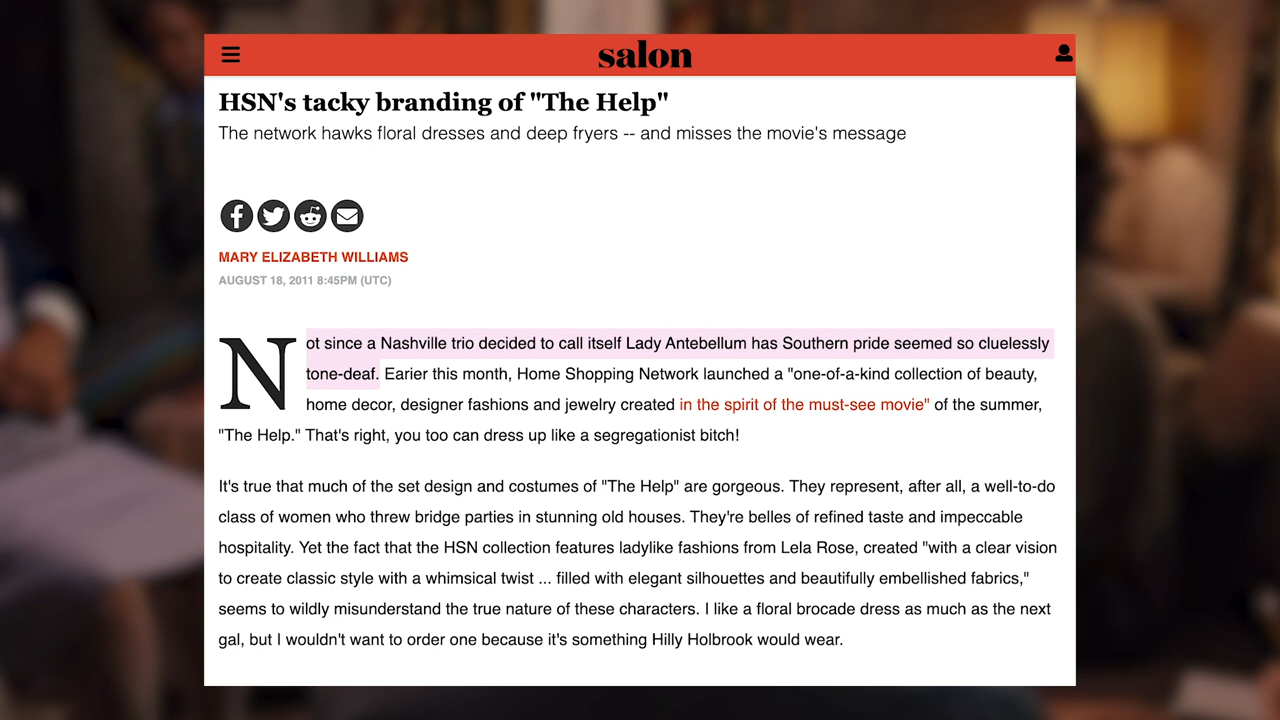 salon
HSN's tacky branding of "The Help"
The network hawks floral dresses and deep fryers -- and misses the movie's message
MARY ELIZABETH WILLIAMS
AUGUST 18, 2011 8:45PM (UTC)
Not since a Nashville trio decided to call itself Lady Antebellum has Southern pride seemed so cluelessly
tone-deaf. Earier this month, Home Shopping Network launched a "one-of-a-kind collection of beauty,
home decor, designer fashions and jewelry created in the spirit of the must-see movie" of the summer,
"The Help." That's right, you too can dress up like a segregationist bitch!
It's true that much of the set design and costumes of "The Help" are gorgeous. They represent, after all, a well-to-do
class of women who threw bridge parties in stunning old houses. They're belles of refined taste and impeccable
hospitality. Yet the fact that the HSN collection features ladylike fashions from Lela Rose, created "with a clear vision
to create classic style with a whimsical twist ... filled with elegant silhouettes and beautifully embellished fabrics,"
seems to wildly misunderstand the true nature of these characters. I like a floral brocade dress as much as the next
gal, but I wouldn't want to order one because it's something Hilly Holbrook would wear.